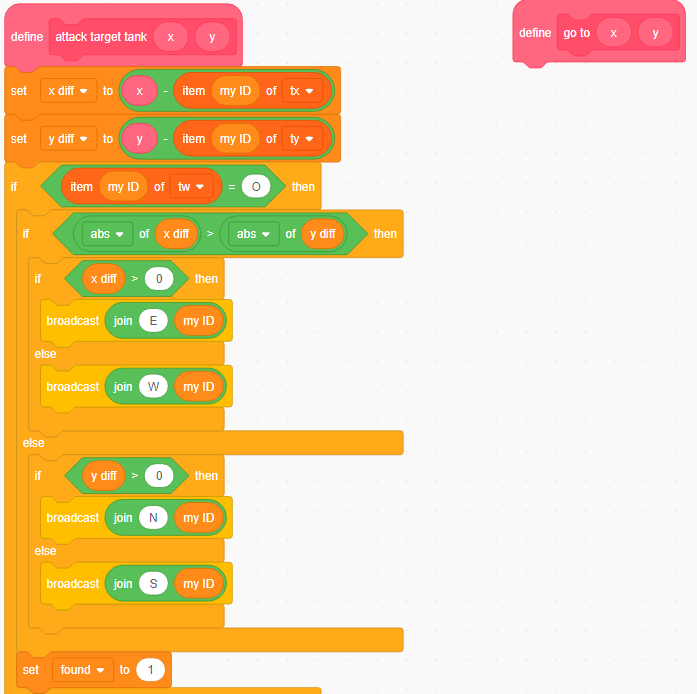 define attack target tank x y
define go to x y
set x diff to x - item my ID of tx
set y diff to y - item my ID of ty
if item my ID of tw = O then
if abs of x diff > abs of y diff then
if x diff > 0 then
broadcast join E my ID
else
broadcast join W my ID
else
if y diff > 0 then
broadcast join N my ID
else
broadcast join S my ID
set found to 1